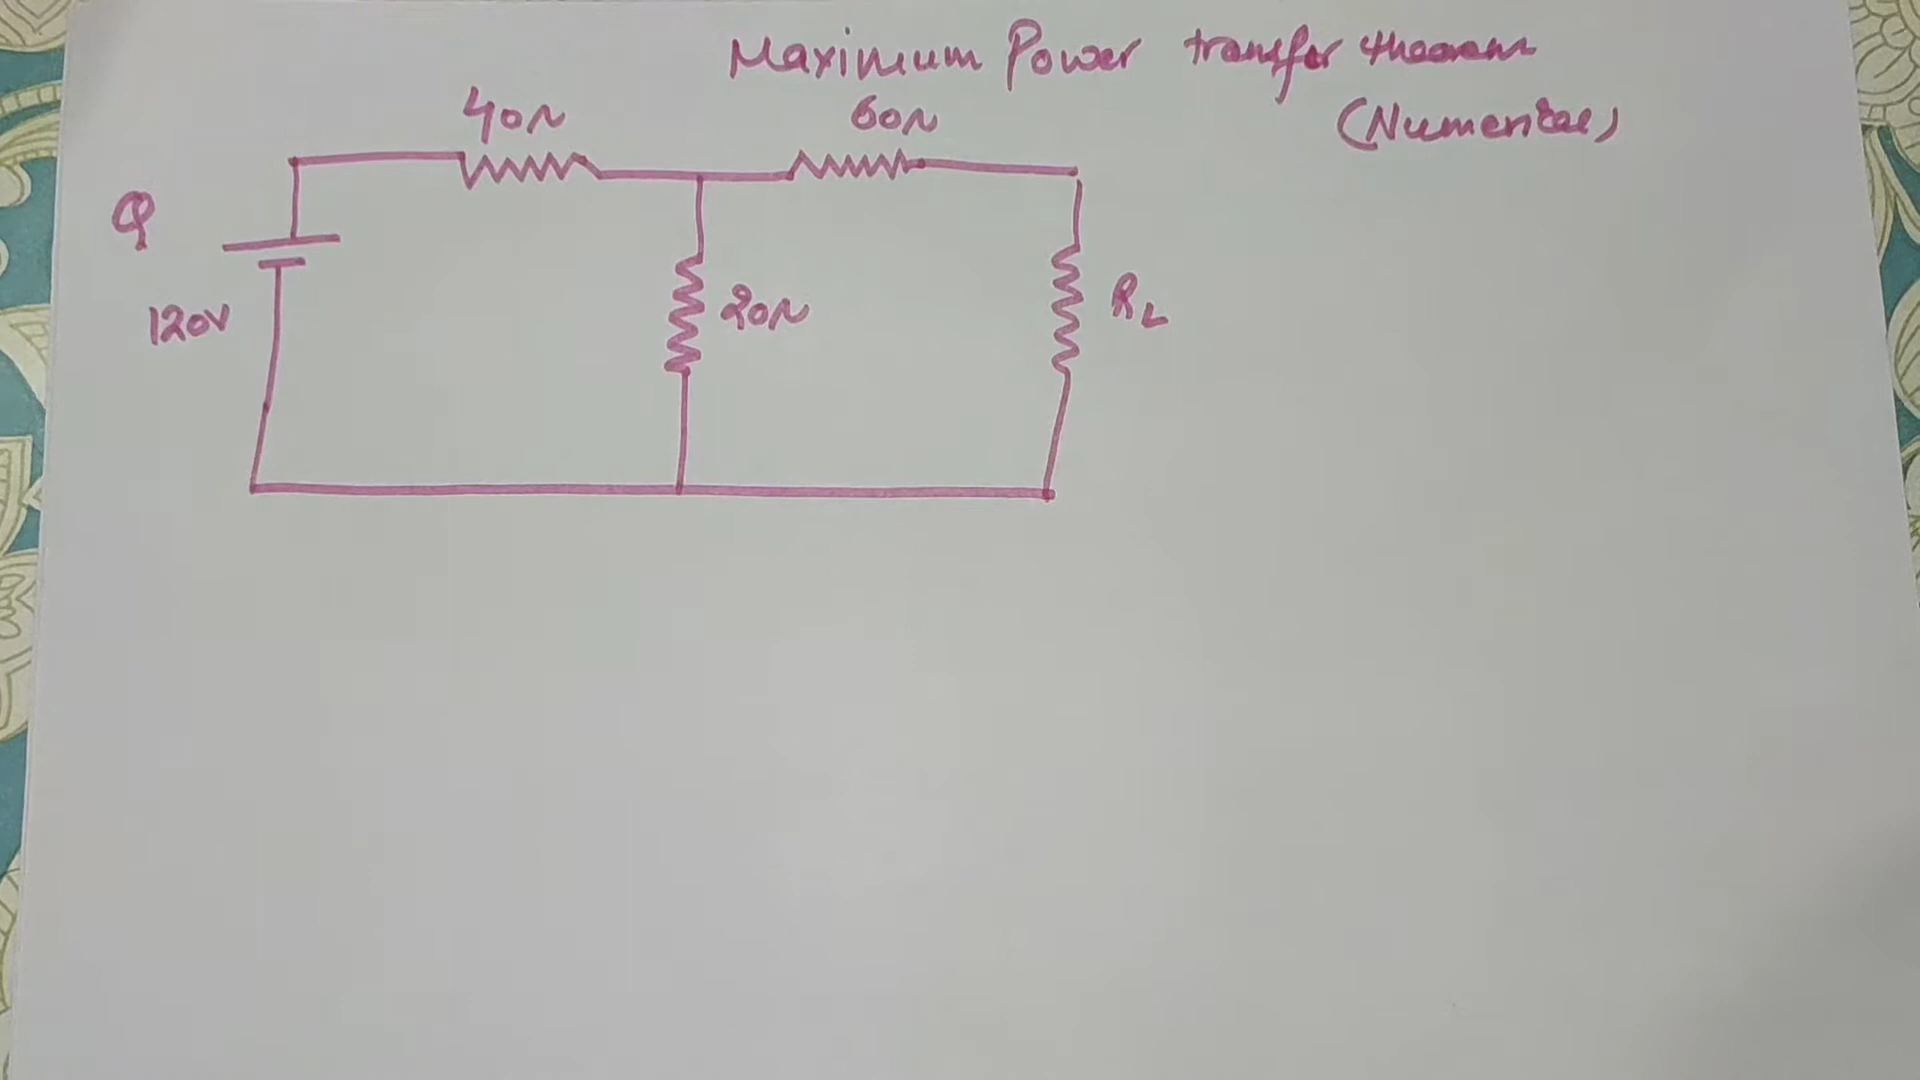 Maximum Power transfer theorem
(Numerical)
40Ω
60Ω
Q
120V
20Ω
RL